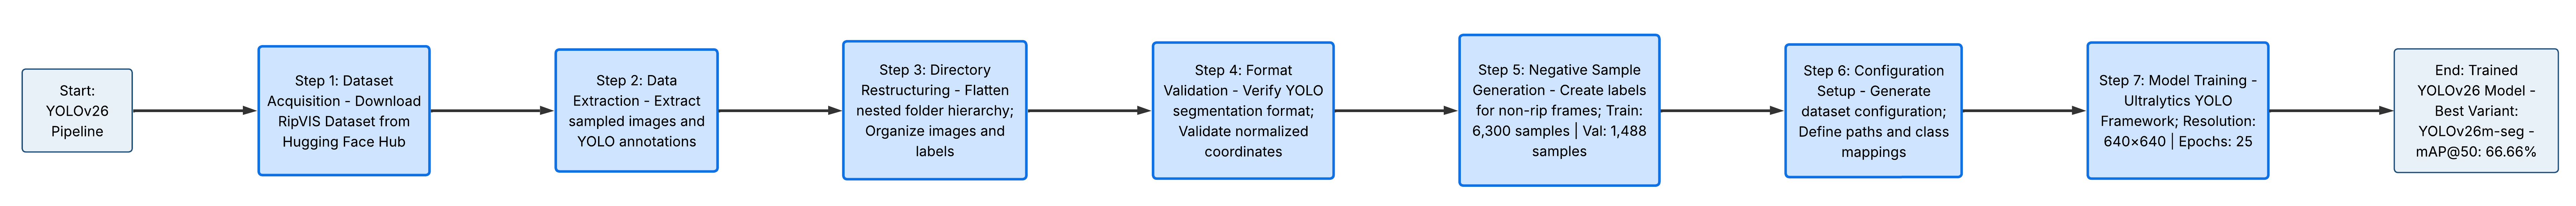 Start:
YOLOv26
Pipeline
Step 1: Dataset
Acquisition - Download
RipVIS Dataset from
Hugging Face Hub
Step 2: Data
Extraction - Extract
sampled images and
YOLO annotations
Step 3: Directory
Restructuring - Flatten
nested folder hierarchy;
Organize images and
labels
Step 4: Format
Validation - Verify YOLO
segmentation format;
Validate normalized
coordinates
Step 5: Negative Sample
Generation - Create labels
for non-rip frames; Train:
6,300 samples | Val: 1,488
samples
Step 6: Configuration
Setup - Generate
dataset configuration;
Define paths and class
mappings
Step 7: Model Training -
Ultralytics YOLO
Framework; Resolution:
640×640 | Epochs: 25
End: Trained
YOLOv26 Model -
Best Variant:
YOLOv26m-seg -
mAP@50: 66.66%